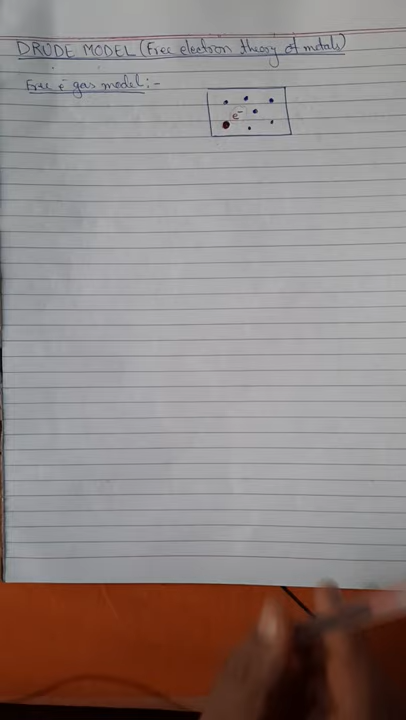 DRUDE MODEL (Free electron theory of metals)
Free e⁻ gas model:-
e⁻